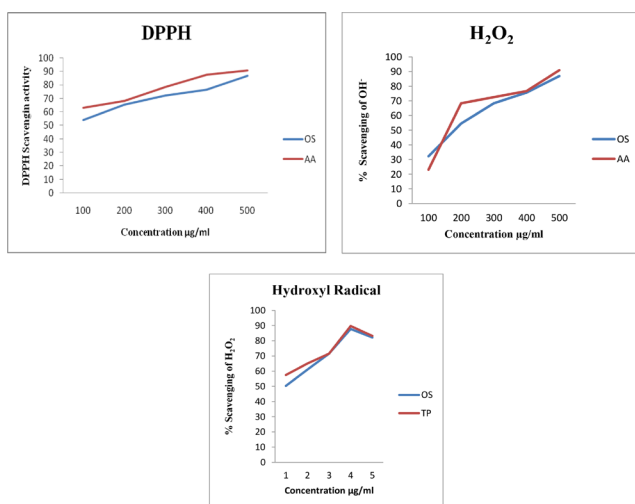 DPPH
DPPH Scavengin activity
100
90
80
70
60
50
40
30
20
10
0
100 200 300 400 500
Concentration µg/ml
OS
AA
H₂O₂
% Scavenging of OH⁻
100
90
80
70
60
50
40
30
20
10
0
100 200 300 400 500
Concentration µg/ml
OS
AA
Hydroxyl Radical
% Scavenging of H₂O₂
100
90
80
70
60
50
40
30
20
10
0
1 2 3 4 5
Concentration µg/ml
OS
TP